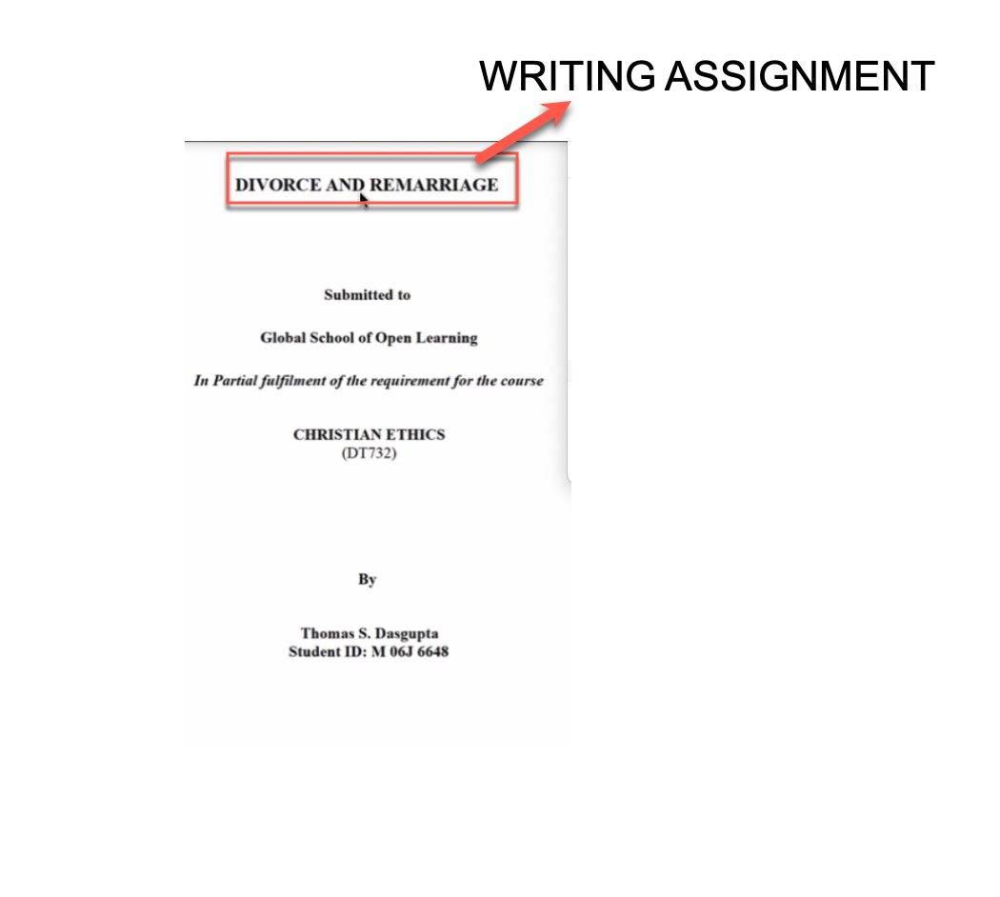 WRITING ASSIGNMENT
DIVORCE AND REMARRIAGE
Submitted to
Global School of Open Learning
In Partial fulfilment of the requirement for the course
CHRISTIAN ETHICS
(DT732)
By
Thomas S. Dasgupta
Student ID: M 06J 6648